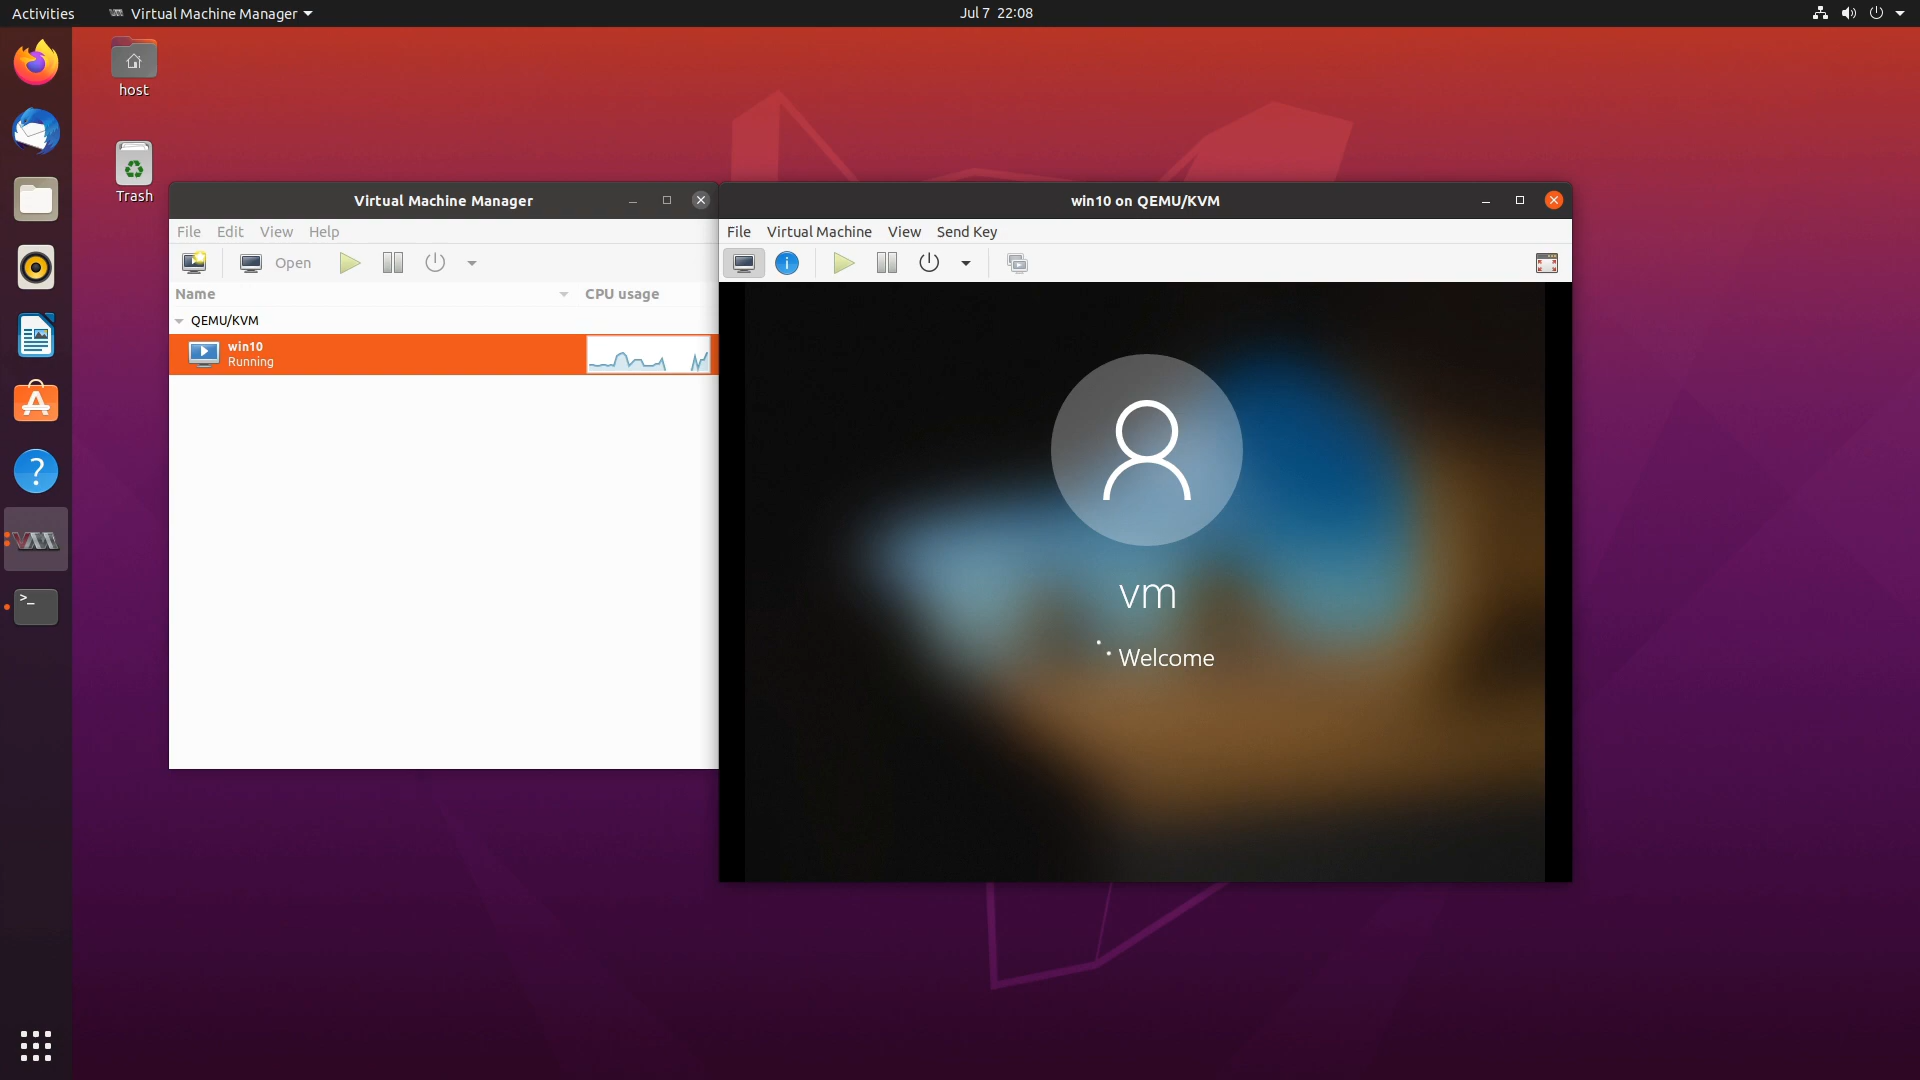 Activities
Virtual Machine Manager
Jul 7 22:08
host
Trash
Virtual Machine Manager
File Edit View Help
Open
Name CPU usage
QEMU/KVM
win10
Running
win10 on QEMU/KVM
File Virtual Machine View Send Key
vm
Welcome